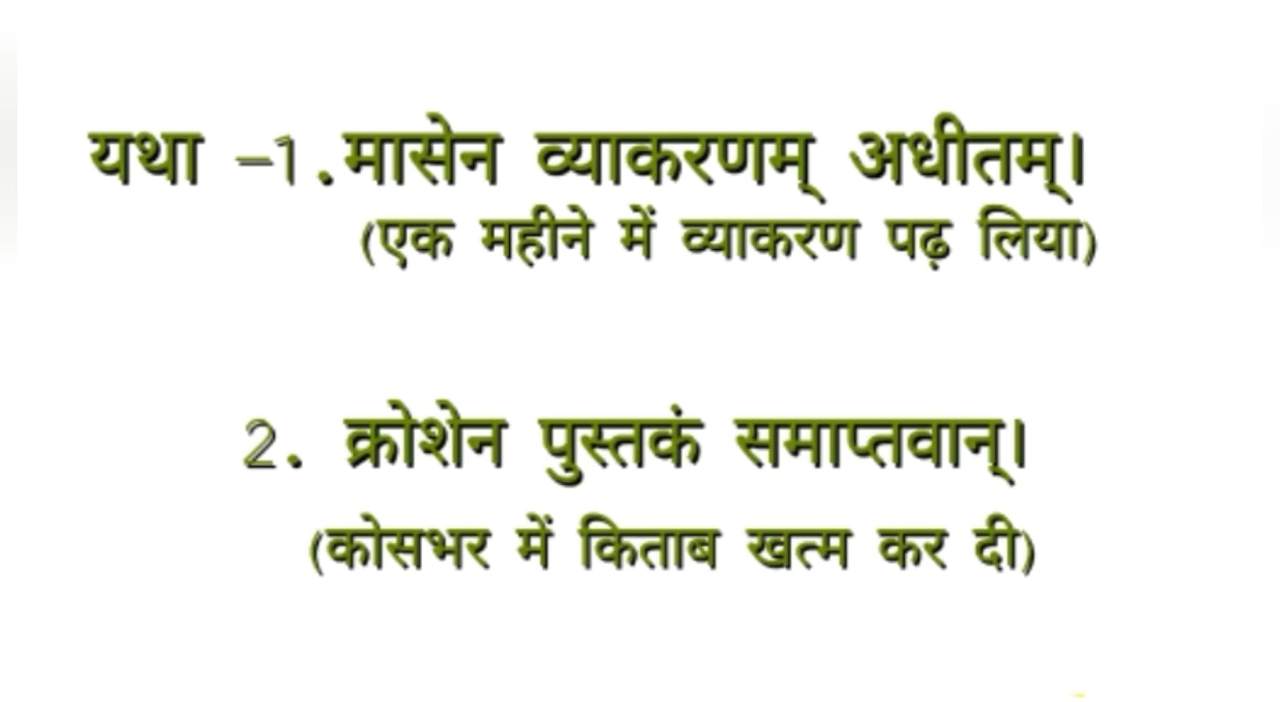 यथा –1.मासेन व्याकरणम् अधीतम्।
(एक महीने में व्याकरण पढ़ लिया)
2. क्रोशेन पुस्तकं समाप्तवान्।
(कोसभर में किताब खत्म कर दी)